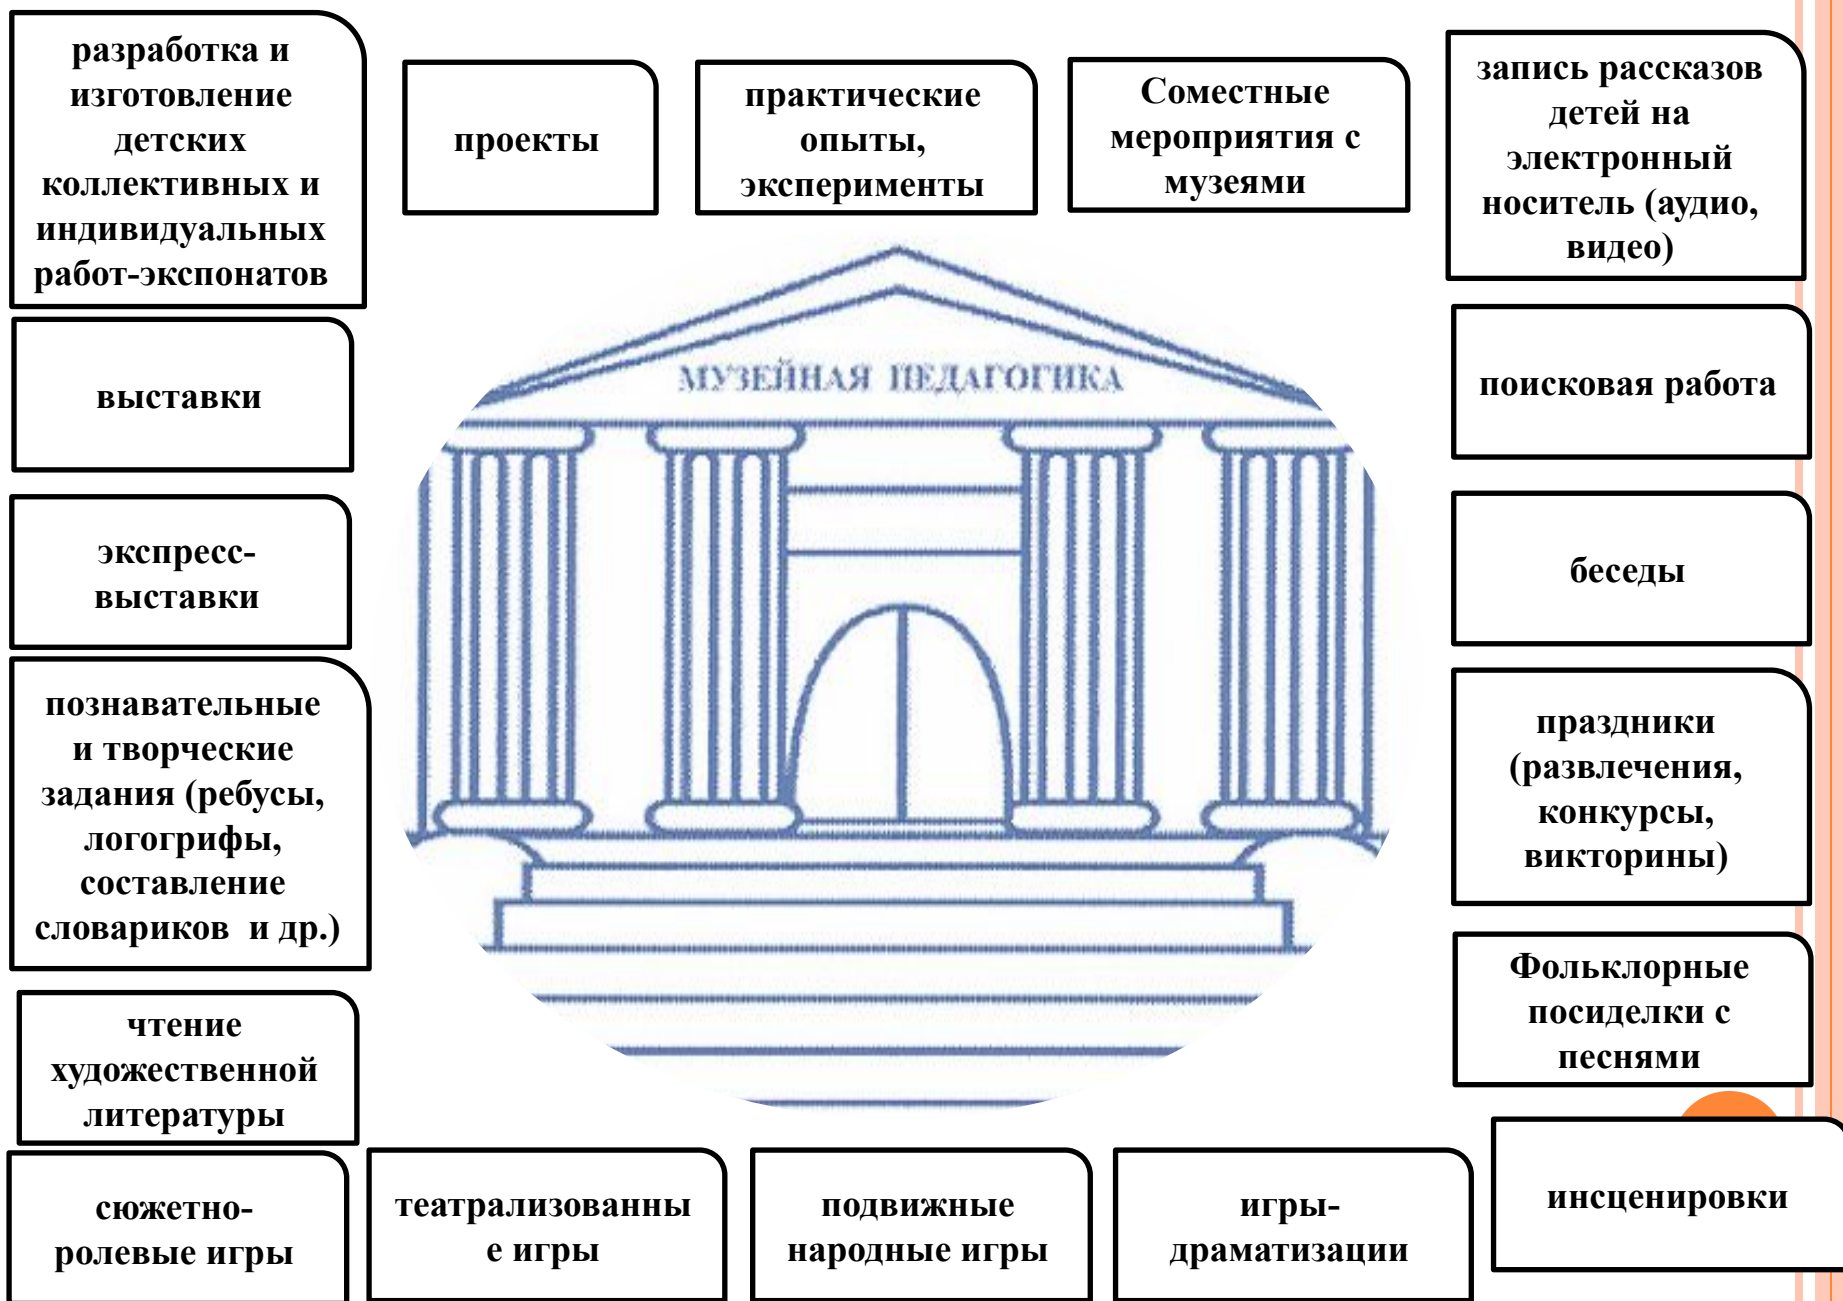 разработка и
изготовление
детских
коллективных и
индивидуальных
работ-экспонатов
проекты
практические
опыты,
эксперименты
Соместные
мероприятия с
музеями
запись рассказов
детей на
электронный
носитель (аудио,
видео)
МУЗЕЙНАЯ ПЕДАГОГИКА
выставки
поисковая работа
экспресс-
выставки
беседы
познавательные
и творческие
задания (ребусы,
логогрифы,
составление
словариков и др.)
праздники
(развлечения,
конкурсы,
викторины)
чтение
художественной
литературы
Фольклорные
посиделки с
песнями
сюжетно-
ролевые игры
театрализованны
е игры
подвижные
народные игры
игры-
драматизации
инсценировки